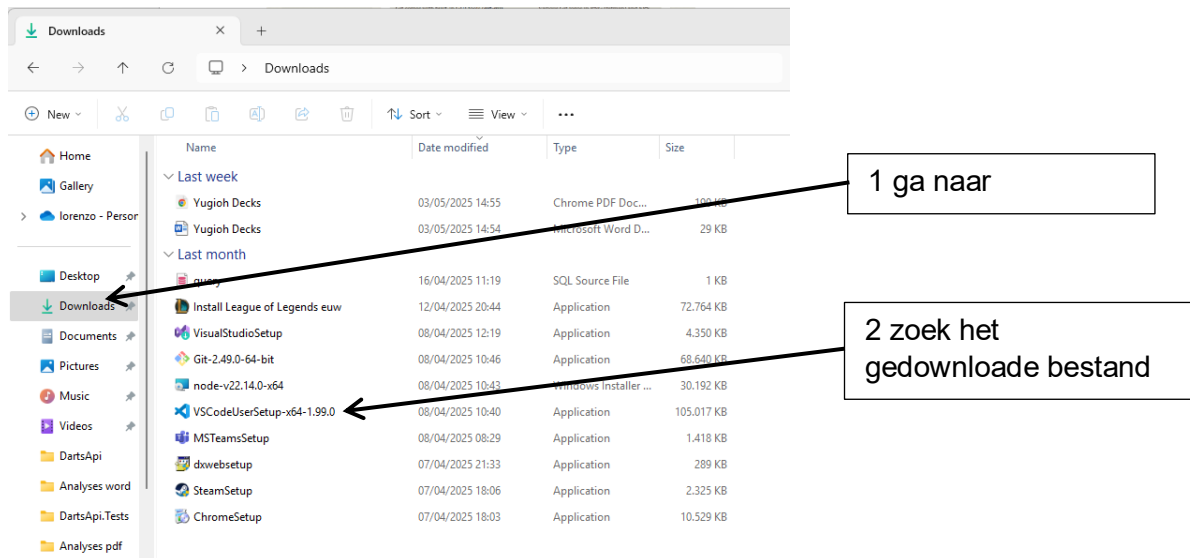 Downloads
Downloads
New Sort View
Name Date modified Type Size
Home
Gallery
lorenzo - Person
Desktop
Downloads
Documents
Pictures
Music
Videos
DartsApi
Analyses word
DartsApi.Tests
Analyses pdf
Last week
Yugioh Decks 03/05/2025 14:55 Chrome PDF Doc... 190 KB
Yugioh Decks 03/05/2025 14:54 Microsoft Word D... 29 KB
Last month
query 16/04/2025 11:19 SQL Source File 1 KB
Install League of Legends euw 12/04/2025 20:44 Application 72.764 KB
VisualStudioSetup 08/04/2025 12:19 Application 4.350 KB
Git-2.49.0-64-bit 08/04/2025 10:46 Application 68.640 KB
node-v22.14.0-x64 08/04/2025 10:43 Windows Installer ... 30.192 KB
VSCodeUserSetup-x64-1.99.0 08/04/2025 10:40 Application 105.017 KB
MSTeamsSetup 08/04/2025 08:29 Application 1.418 KB
dxwebsetup 07/04/2025 21:33 Application 289 KB
SteamSetup 07/04/2025 18:06 Application 2.325 KB
ChromeSetup 07/04/2025 18:03 Application 10.529 KB
1 ga naar
2 zoek het
gedownloade bestand